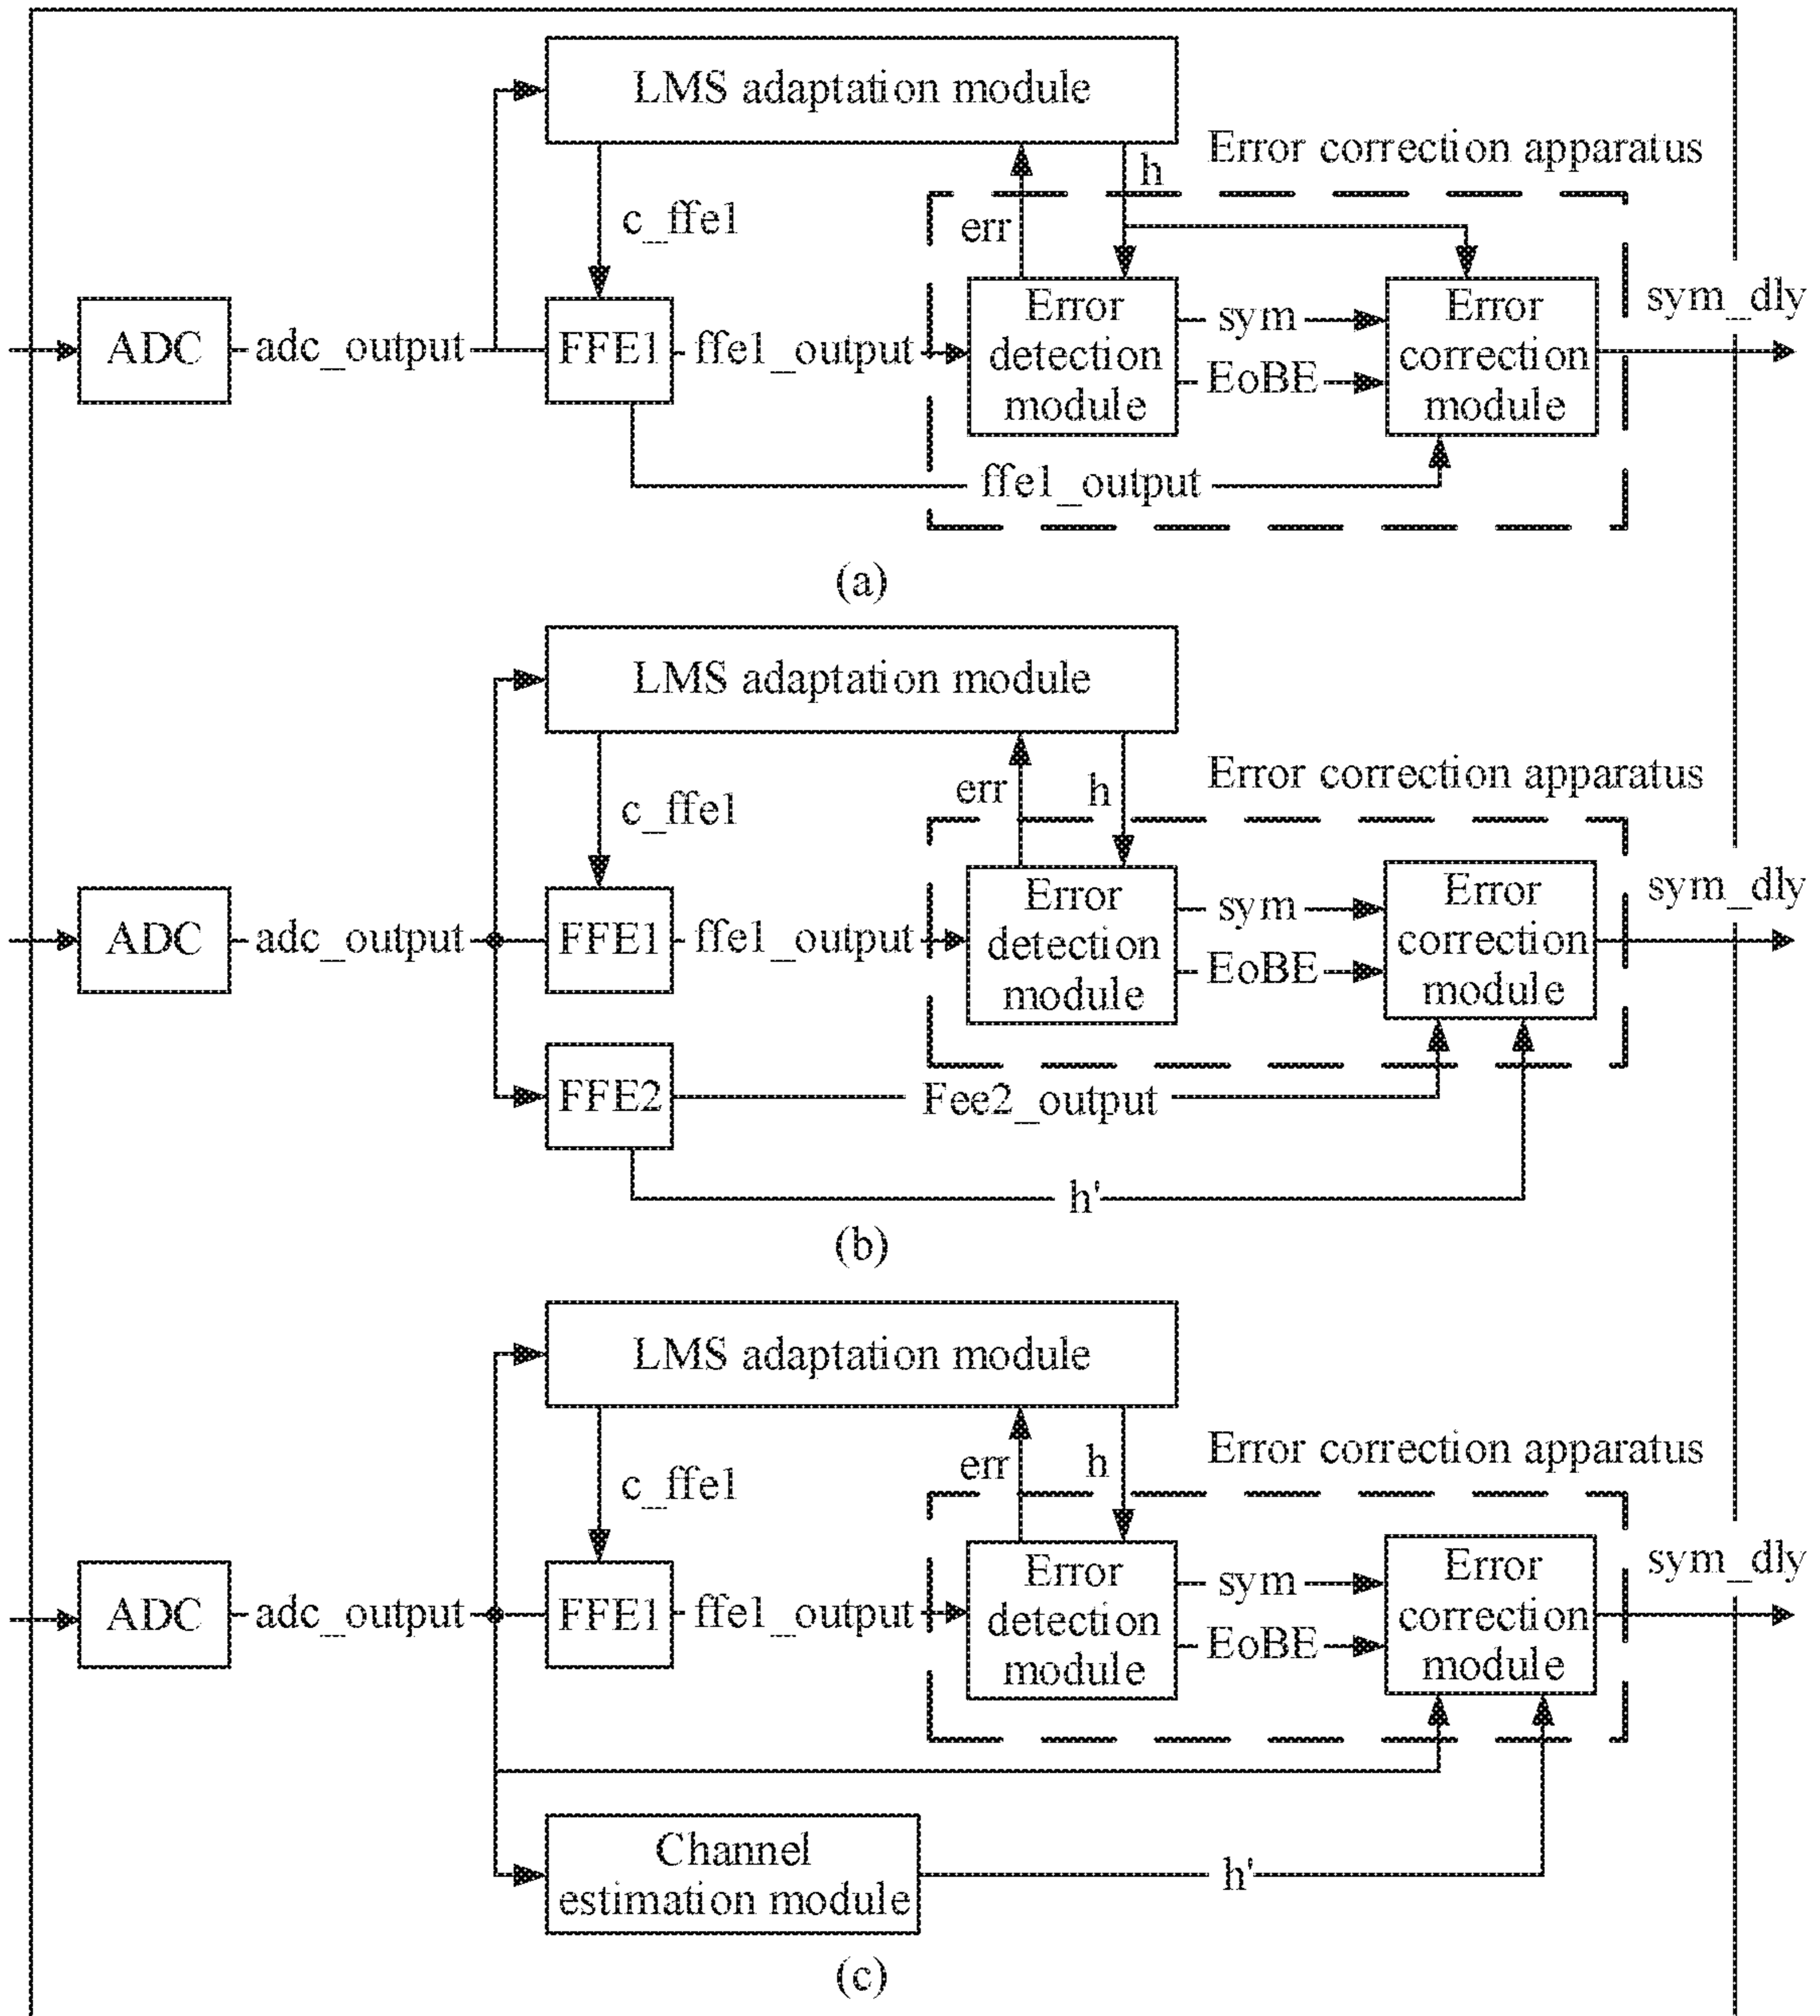 LMS adaptation module
Error correction apparatus
h
c_ffe1
err
sym_dly
ADC
adc_output
FFE1
ffe1_output
Error
detection
module
sym
EoBE
Error
correction
module
ffe1_output
(a)
LMS adaptation module
Error correction apparatus
err
h
c_ffe1
sym_dly
ADC
adc_output
FFE1
ffe1_output
Error
detection
module
sym
EoBE
Error
correction
module
FFE2
Fee2_output
h'
(b)
LMS adaptation module
Error correction apparatus
err
h
c_ffe1
sym_dly
ADC
adc_output
FFE1
ffe1_output
Error
detection
module
sym
EoBE
Error
correction
module
Channel
estimation module
h'
(c)